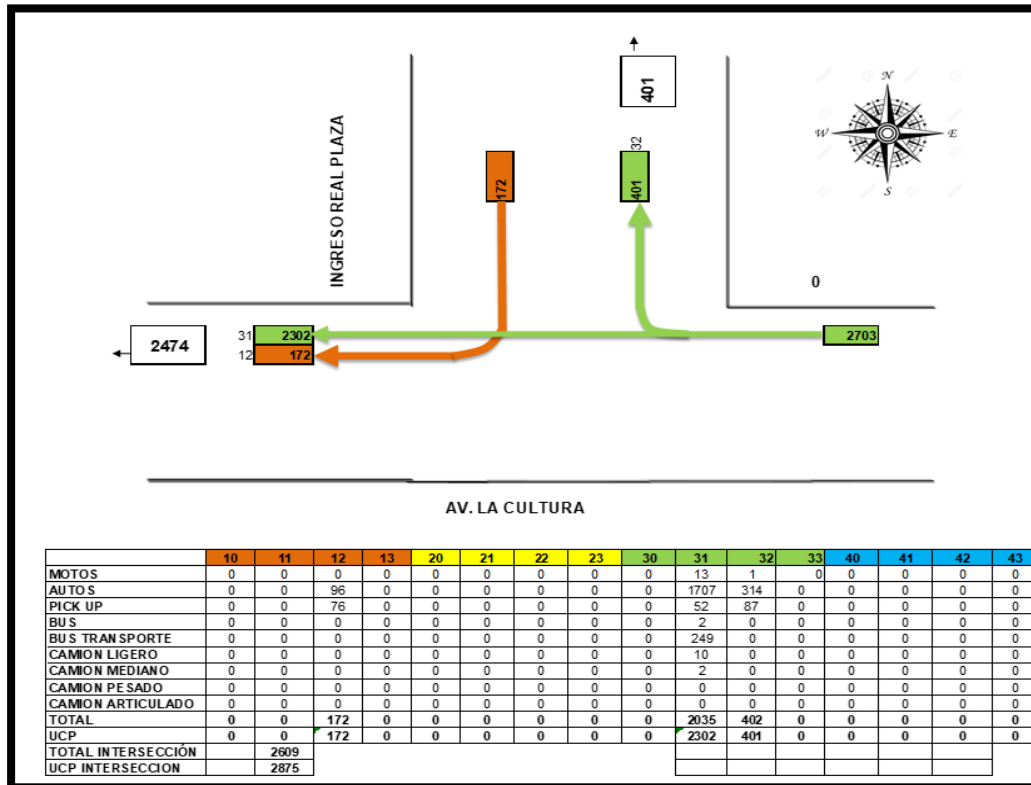 401
N
W E
S
INGRESO REAL PLAZA
172
401
32
0
2474
31 2302
12 172
2703
AV. LA CULTURA
10 11 12 13 20 21 22 23 30 31 32 33 40 41 42 43
MOTOS 0 0 0 0 0 0 0 0 0 13 1 0 0 0 0 0
AUTOS 0 0 96 0 0 0 0 0 0 1707 314 0 0 0 0 0
PICK UP 0 0 76 0 0 0 0 0 0 52 87 0 0 0 0 0
BUS 0 0 0 0 0 0 0 0 0 2 0 0 0 0 0 0
BUS TRANSPORTE 0 0 0 0 0 0 0 0 0 249 0 0 0 0 0 0
CAMION LIGERO 0 0 0 0 0 0 0 0 0 10 0 0 0 0 0 0
CAMION MEDIANO 0 0 0 0 0 0 0 0 0 2 0 0 0 0 0 0
CAMION PESADO 0 0 0 0 0 0 0 0 0 0 0 0 0 0 0 0
CAMION ARTICULADO 0 0 0 0 0 0 0 0 0 0 0 0 0 0 0 0
TOTAL 0 0 172 0 0 0 0 0 0 2035 402 0 0 0 0 0
UCP 0 0 172 0 0 0 0 0 0 2302 401 0 0 0 0 0
TOTAL INTERSECCIÓN 2609
UCP INTERSECCION 2875